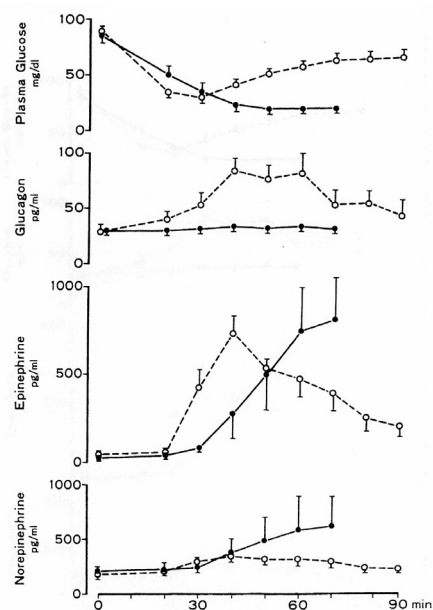 100
50
0
Plasma Glucose
mg/dl
100
50
0
Glucagon
pg/ml
1000
500
0
Epinephrine
pg/ml
1000
500
0
Norepinephrine
pg/ml
0 30 60 90 min